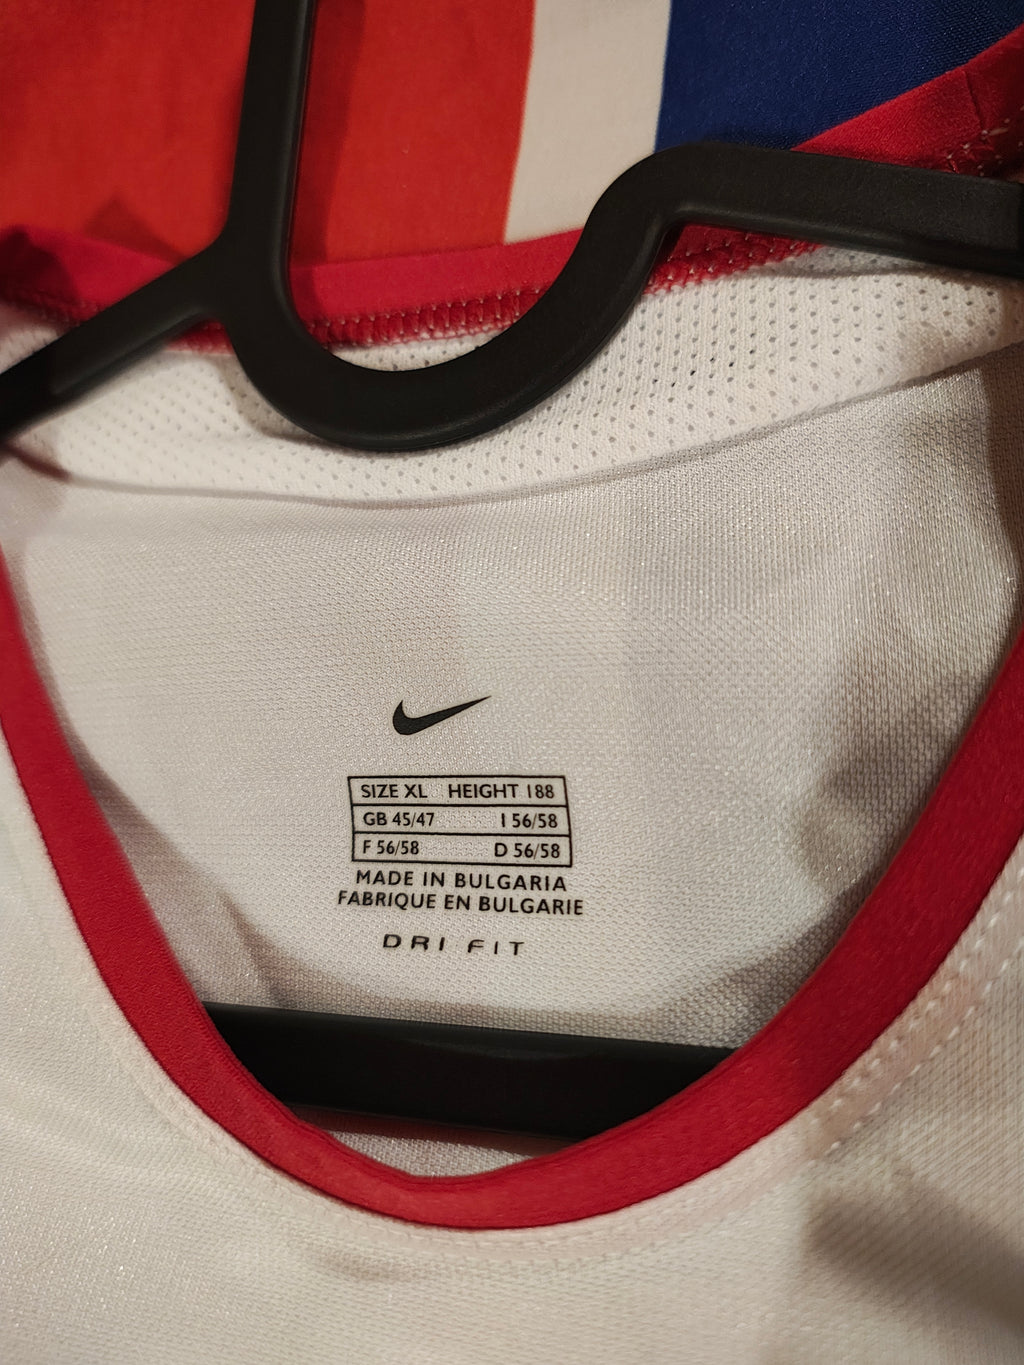 SIZE XL HEIGHT 188
GB 45/47 I 56/58
F 56/58 D 56/58
MADE IN BULGARIA
FABRIQUE EN BULGARIE
DRI FIT